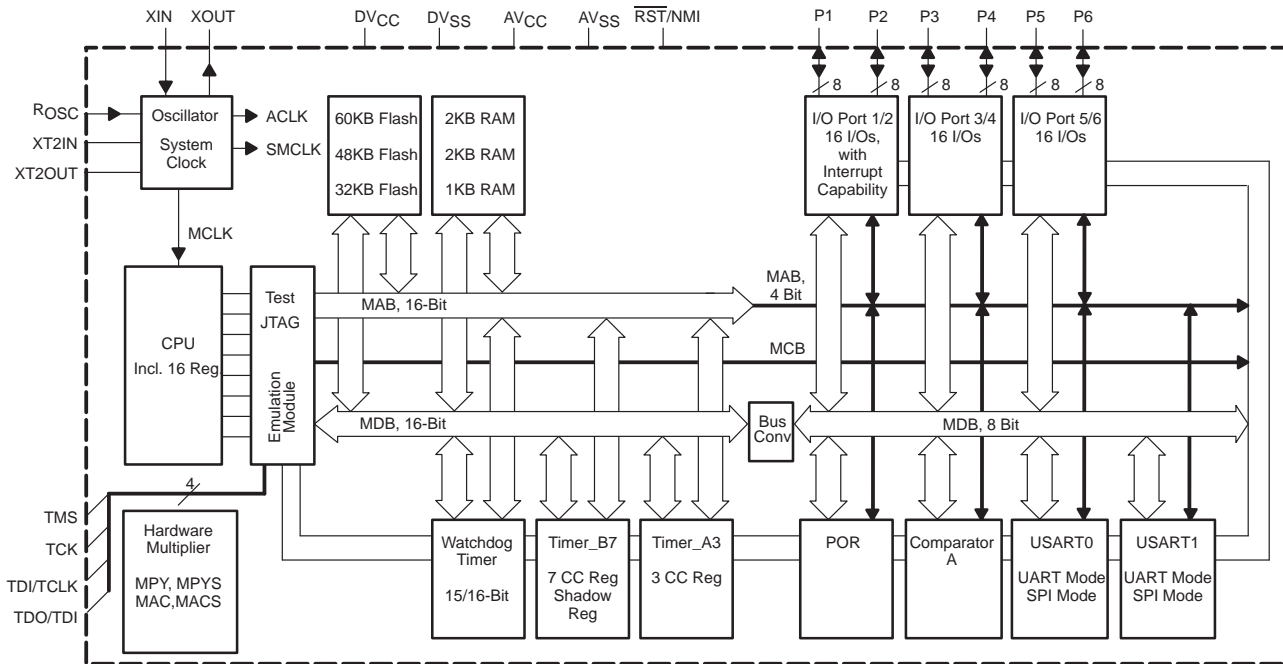 XIN
XOUT
DVCC
DVSS
AVCC
AVSS
RST/NMI
P1
P2
P3
P4
P5
P6
8
8
8
8
8
8
ROSC
XT2IN
XT2OUT
Oscillator
System
Clock
ACLK
SMCLK
60KB Flash
48KB Flash
32KB Flash
2KB RAM
2KB RAM
1KB RAM
I/O Port 1/2
16 I/Os,
with
Interrupt
Capability
I/O Port 3/4
16 I/Os
I/O Port 5/6
16 I/Os
MCLK
CPU
Incl. 16 Reg.
Test
JTAG
Emulation
Module
MAB, 16-Bit
MAB,
4 Bit
MCB
MDB, 16-Bit
Bus
Conv
MDB, 8 Bit
4
TMS
TCK
TDI/TCLK
TDO/TDI
Hardware
Multiplier
MPY, MPYS
MAC,MACS
Watchdog
Timer
15/16-Bit
Timer_B7
7 CC Reg
Shadow
Reg
Timer_A3
3 CC Reg
POR
Comparator
A
USART0
UART Mode
SPI Mode
USART1
UART Mode
SPI Mode